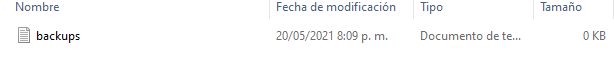 Nombre Fecha de modificación Tipo Tamaño
backups 20/05/2021 8:09 p. m. Documento de te... 0 KB